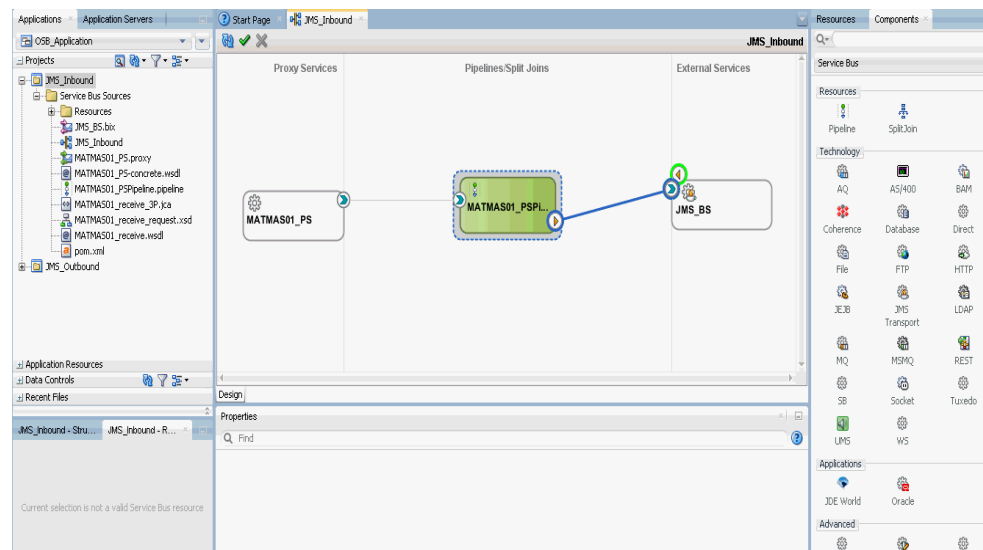 Applications
Application Servers
Start Page
JMS_Inbound
Resources
Components
OSB_Application
JMS_Inbound
Projects
Service Bus
JMS_Inbound
Service Bus Sources
Resources
JMS_BS.bix
JMS_Inbound
MATMAS01_PS.proxy
MATMAS01_PS-concrete.wsdl
MATMAS01_PSPipeline.pipeline
MATMAS01_receive_3P.jca
MATMAS01_receive_request.xsd
MATMAS01_receive.wsdl
pom.xml
JMS_Outbound
Application Resources
Data Controls
Recent Files
JMS_Inbound - Stru...
JMS_Inbound - R...
Current selection is not a valid Service Bus resource
Proxy Services
Pipelines/Split Joins
External Services
MATMAS01_PS
MATMAS01_PSPi...
JMS_BS
Design
Properties
Find
Resources
Pipeline
SplitJoin
Technology
AQ
AS/400
BAM
Coherence
Database
Direct
File
FTP
HTTP
JEJB
JMS Transport
LDAP
MQ
MSMQ
REST
SB
Socket
Tuxedo
UMS
WS
Applications
JDE World
Oracle
Advanced